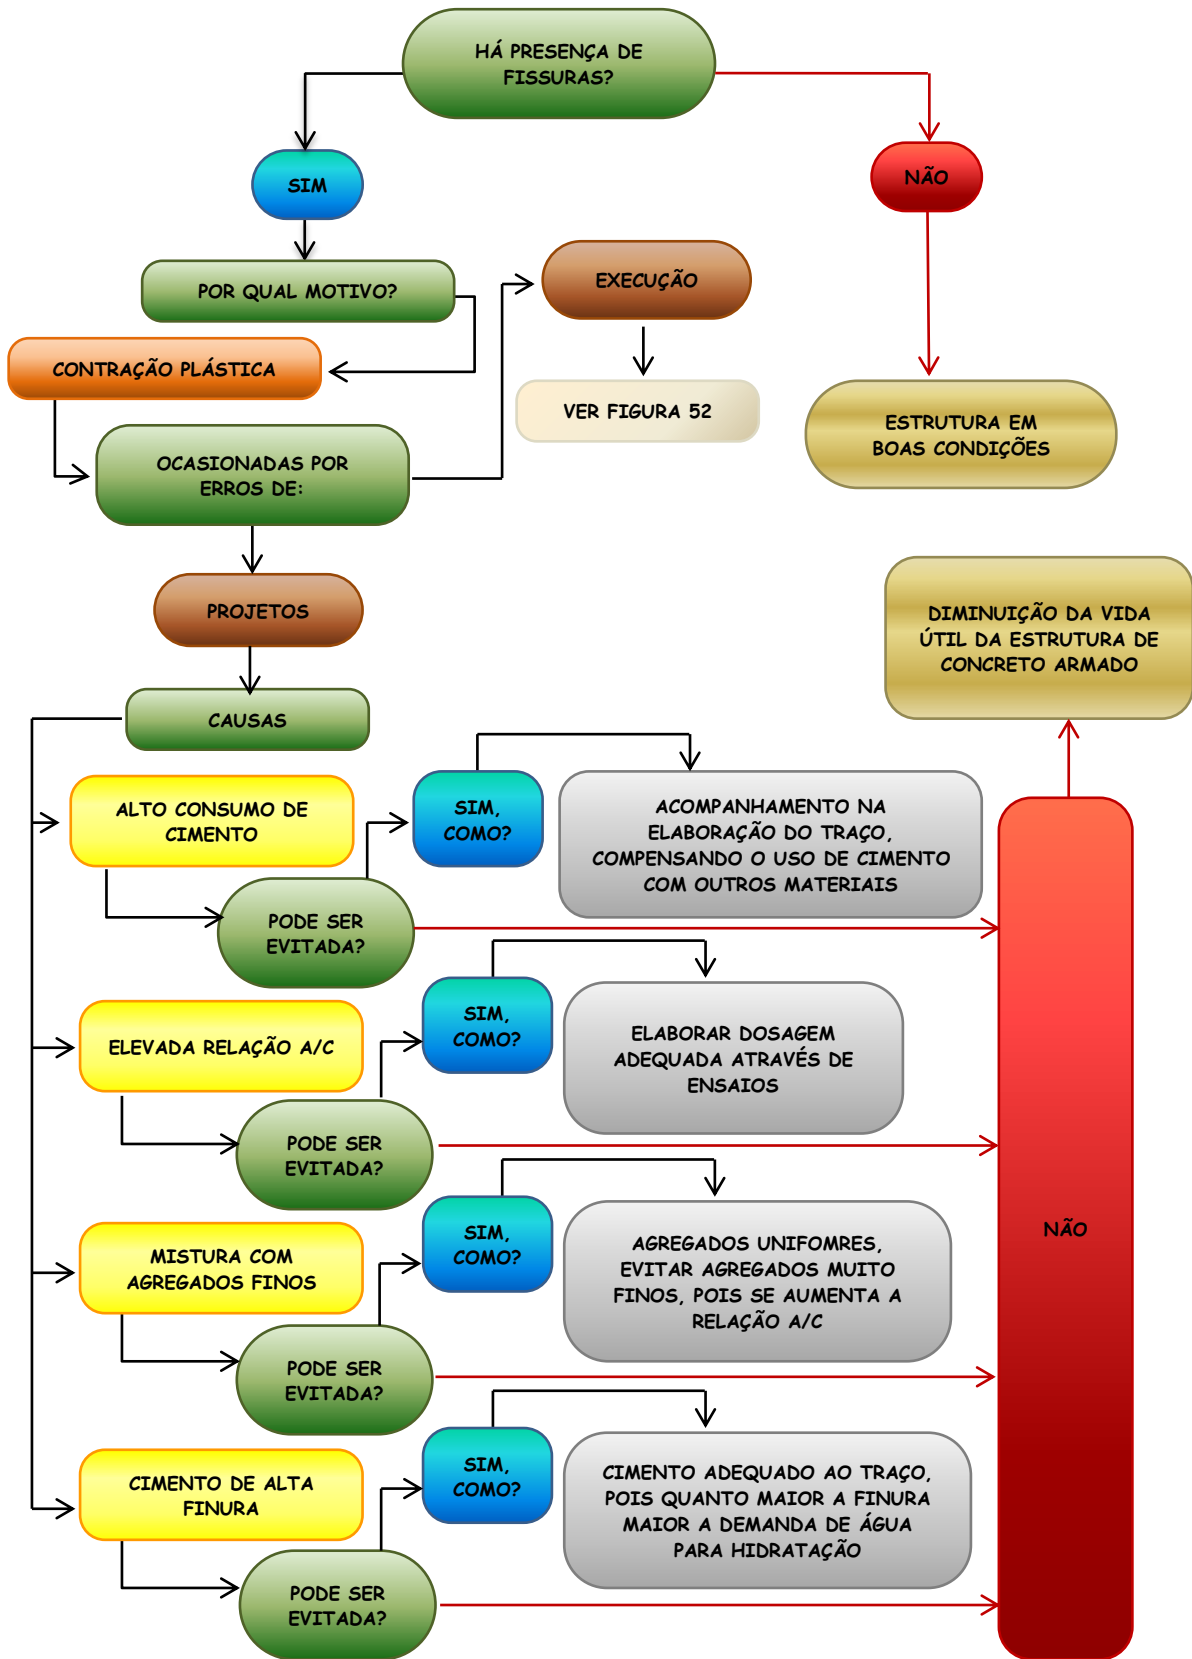 HÁ PRESENÇA DE
FISSURAS?
SIM
NÃO
POR QUAL MOTIVO?
EXECUÇÃO
CONTRAÇÃO PLÁSTICA
VER FIGURA 52
ESTRUTURA EM
BOAS CONDIÇÕES
OCASIONADAS POR
ERROS DE:
PROJETOS
DIMINUIÇÃO DA VIDA
ÚTIL DA ESTRUTURA DE
CONCRETO ARMADO
CAUSAS
ALTO CONSUMO DE
CIMENTO
SIM,
COMO?
ACOMPANHAMENTO NA
ELABORAÇÃO DO TRAÇO,
COMPENSANDO O USO DE CIMENTO
COM OUTROS MATERIAIS
PODE SER
EVITADA?
ELEVADA RELAÇÃO A/C
SIM,
COMO?
ELABORAR DOSAGEM
ADEQUADA ATRAVÉS DE
ENSAIOS
PODE SER
EVITADA?
MISTURA COM
AGREGADOS FINOS
SIM,
COMO?
AGREGADOS UNIFOMRES,
EVITAR AGREGADOS MUITO
FINOS, POIS SE AUMENTA A
RELAÇÃO A/C
NÃO
PODE SER
EVITADA?
CIMENTO DE ALTA
FINURA
SIM,
COMO?
CIMENTO ADEQUADO AO TRAÇO,
POIS QUANTO MAIOR A FINURA
MAIOR A DEMANDA DE ÁGUA
PARA HIDRATAÇÃO
PODE SER
EVITADA?